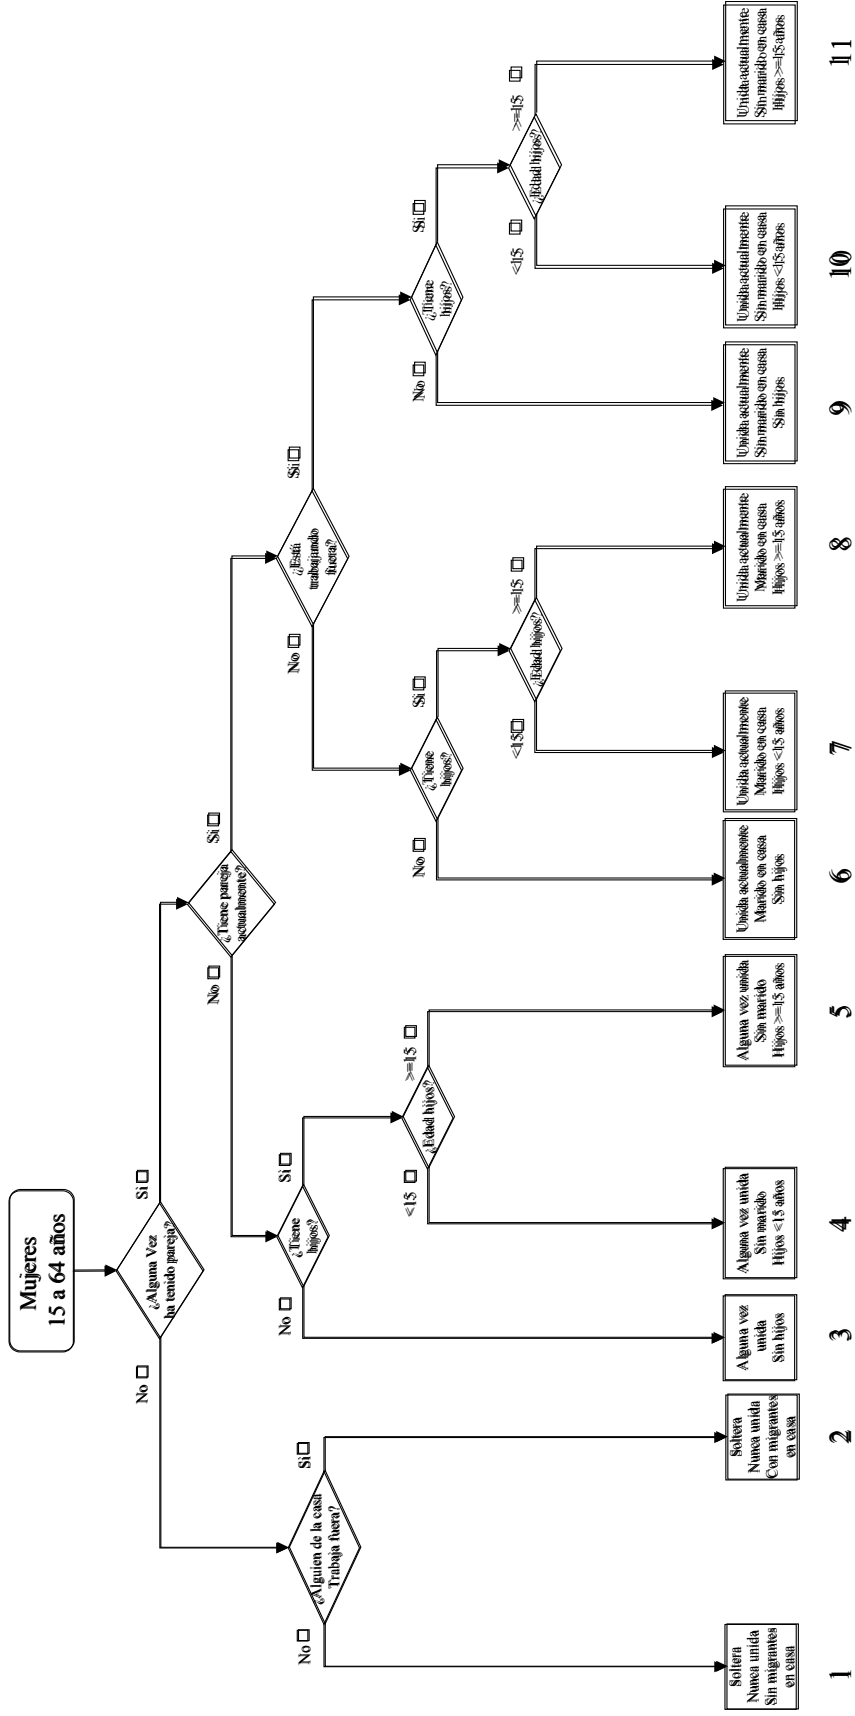 Mujeres
15 a 64 años
¿Alguna Vez
ha tenido pareja?
No
Si
¿Tiene pareja
actualmente?
No
Si
¿Alguien de la casa
Trabaja fuera?
No
Si
¿Tiene
hijos?
No
Si
¿Está
trabajando
fuera?
No
Si
¿Edad hijos?
<15
>=15
¿Tiene
hijos?
No
Si
¿Tiene
hijos?
No
Si
¿Edad hijos?
<15
>=15
¿Edad hijos?
<15
>=15
Soltera
Nunca unida
Sin migrantes
en casa
Soltera
Nunca unida
Con migrantes
en casa
Alguna vez
unida
Sin hijos
Alguna vez unida
Sin marido
Hijos <15 años
Alguna vez unida
Sin marido
Hijos >=15 años
Unida actualmente
Marido en casa
Sin hijos
Unida actualmente
Marido en casa
Hijos <15 años
Unida actualmente
Marido en casa
Hijos >=15 años
Unida actualmente
Sin marido en casa
Sin hijos
Unida actualmente
Sin marido en casa
Hijos <15 años
Unida actualmente
Sin marido en casa
Hijos >=15 años
1
2
3
4
5
6
7
8
9
10
11